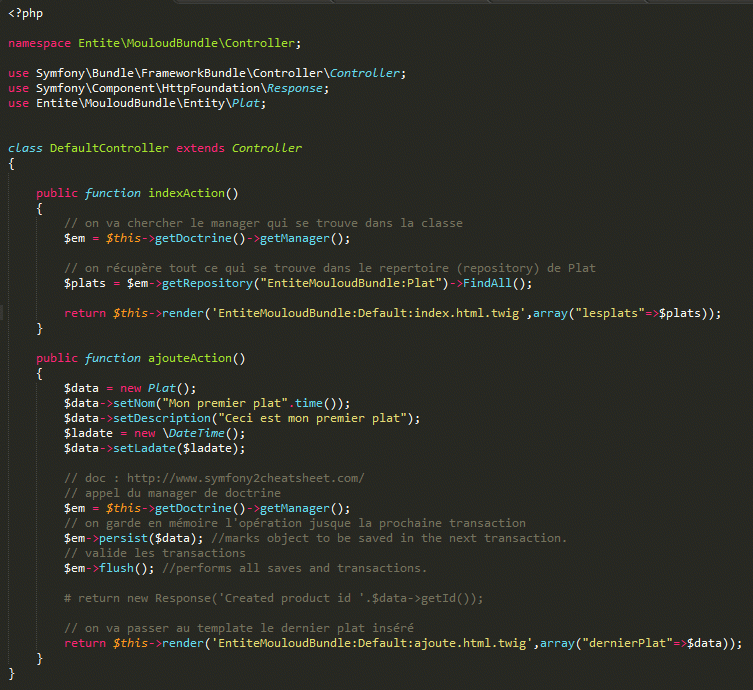 <?php
namespace Entite\MouloudBundle\Controller;
use Symfony\Bundle\FrameworkBundle\Controller\Controller;
use Symfony\Component\HttpFoundation\Response;
use Entite\MouloudBundle\Entity\Plat;
class DefaultController extends Controller
{
public function indexAction()
{
// on va chercher le manager qui se trouve dans la classe
$em = $this->getDoctrine()->getManager();
// on récupère tout ce qui se trouve dans le repertoire (repository) de Plat
$plats = $em->getRepository("EntiteMouloudBundle:Plat")->FindAll();
return $this->render('EntiteMouloudBundle:Default:index.html.twig',array("lesplats"=>$plats));
}
public function ajouteAction()
{
$data = new Plat();
$data->setNom("Mon premier plat".time());
$data->setDescription("Ceci est mon premier plat");
$ladate = new \DateTime();
$data->setLadate($ladate);
// doc : http://www.symfony2cheatsheet.com/
// appel du manager de doctrine
$em = $this->getDoctrine()->getManager();
// on garde en mémoire l'opération jusque la prochaine transaction
$em->persist($data); //marks object to be saved in the next transaction.
// valide les transactions
$em->flush(); //performs all saves and transactions.
# return new Response('Created product id '.$data->getId());
// on va passer au template le dernier plat inséré
return $this->render('EntiteMouloudBundle:Default:ajoute.html.twig',array("dernierPlat"=>$data));
}
}